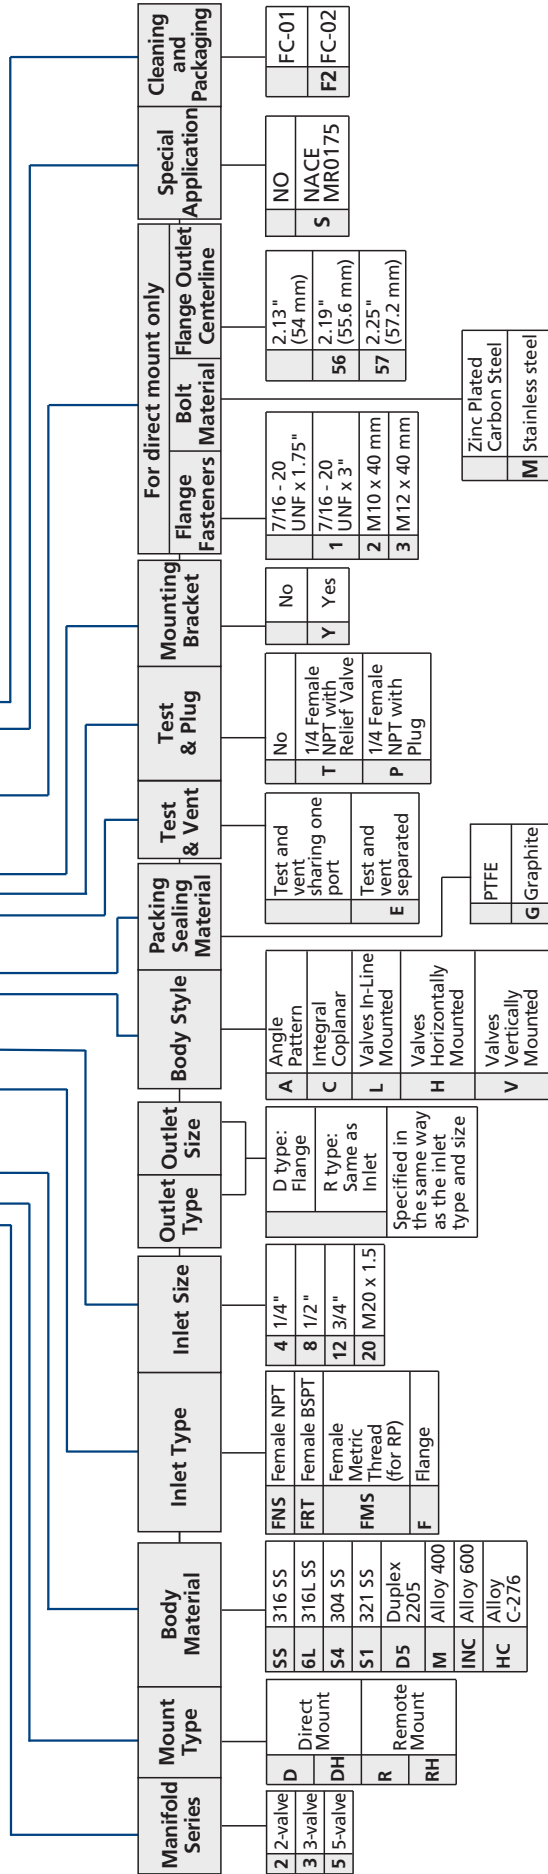 Manifold
Series
2 2-valve
3 3-valve
5 5-valve
Mount
Type
D
DH
Direct
Mount
R
RH
Remote
Mount
Body
Material
SS 316 SS
6L 316L SS
S4 304 SS
S1 321 SS
D5 Duplex
2205
M Alloy 400
INC Alloy 600
HC Alloy
C-276
Inlet Type
FNS Female NPT
FRT Female BSPT
FMS Female
Metric
Thread
(for RP)
F Flange
Inlet Size
4 1/4"
8 1/2"
12 3/4"
20 M20 x 1.5
Outlet
Type
Outlet
Size
D type:
Flange
R type:
Same as
Inlet
Specified in
the same way
as the inlet
type and size
Body Style
A Angle
Pattern
C Integral
Coplanar
L Valves In-Line
Mounted
H Valves
Horizontally
Mounted
V Valves
Vertically
Mounted
Packing
Sealing
Material
PTFE
G Graphite
Test
& Vent
Test and
vent
sharing one
port
E Test and
vent
separated
Test
& Plug
No
T 1/4 Female
NPT with
Relief Valve
P 1/4 Female
NPT with
Plug
Mounting
Bracket
No
Y Yes
For direct mount only
Flange
Fasteners
7/16 - 20
UNF x 1.75"
1 7/16 - 20
UNF x 3"
2 M10 x 40 mm
3 M12 x 40 mm
Bolt
Material
Zinc Plated
Carbon Steel
M Stainless steel
Flange Outlet
Centerline
2.13"
(54 mm)
56 2.19"
(55.6 mm)
57 2.25"
(57.2 mm)
Special
Application
NO
S NACE
MR0175
Cleaning
and
Packaging
FC-01
F2 FC-02